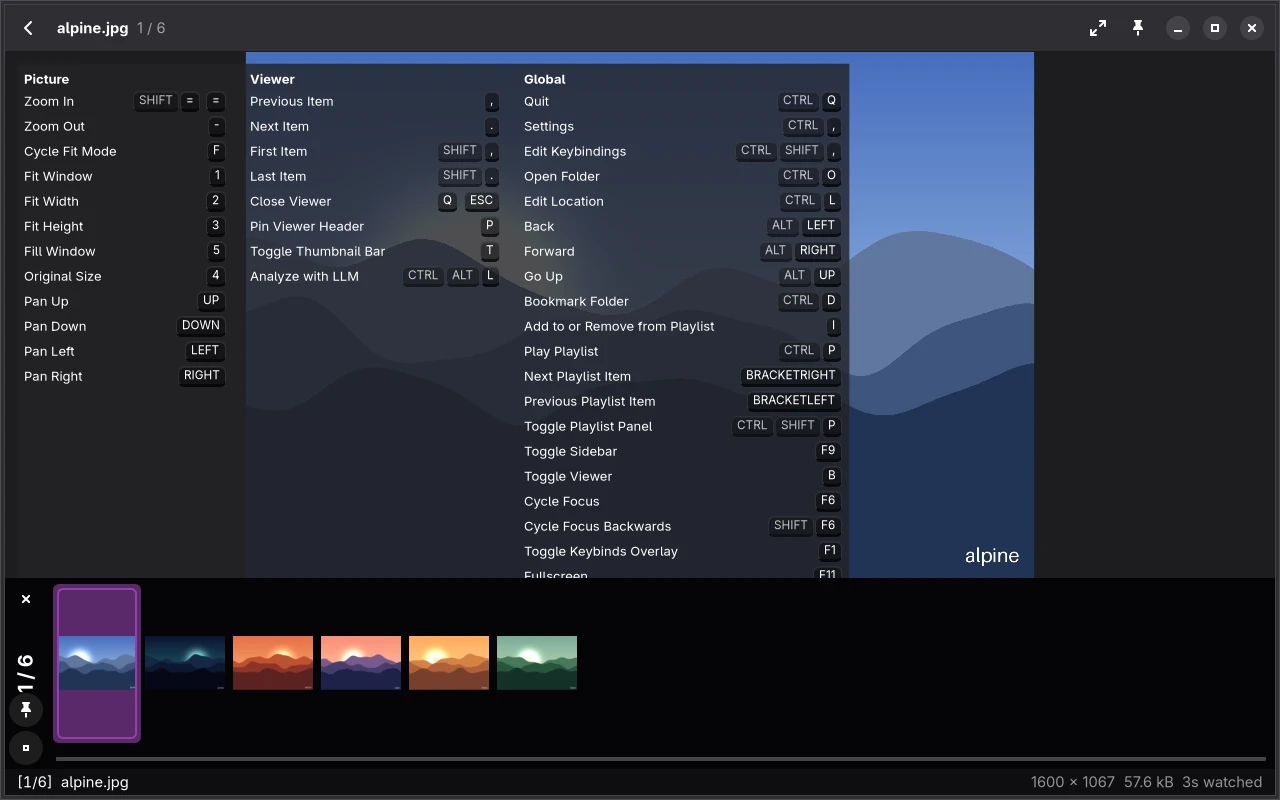 alpine.jpg 1 / 6
Picture
Zoom In SHIFT = =
Zoom Out -
Cycle Fit Mode F
Fit Window 1
Fit Width 2
Fit Height 3
Fill Window 5
Original Size 4
Pan Up UP
Pan Down DOWN
Pan Left LEFT
Pan Right RIGHT
Viewer
Previous Item ,
Next Item .
First Item SHIFT ,
Last Item SHIFT .
Close Viewer Q ESC
Pin Viewer Header P
Toggle Thumbnail Bar T
Analyze with LLM CTRL ALT L
Global
Quit CTRL Q
Settings CTRL ,
Edit Keybindings CTRL SHIFT ,
Open Folder CTRL O
Edit Location CTRL L
Back ALT LEFT
Forward ALT RIGHT
Go Up ALT UP
Bookmark Folder CTRL D
Add to or Remove from Playlist I
Play Playlist CTRL P
Next Playlist Item BRACKETRIGHT
Previous Playlist Item BRACKETLEFT
Toggle Playlist Panel CTRL SHIFT P
Toggle Sidebar F9
Toggle Viewer B
Cycle Focus F6
Cycle Focus Backwards SHIFT F6
Toggle Keybinds Overlay F1
Fullscreen F11
alpine
1 / 6
[1/6] alpine.jpg
1600 × 1067 57.6 kB 3s watched